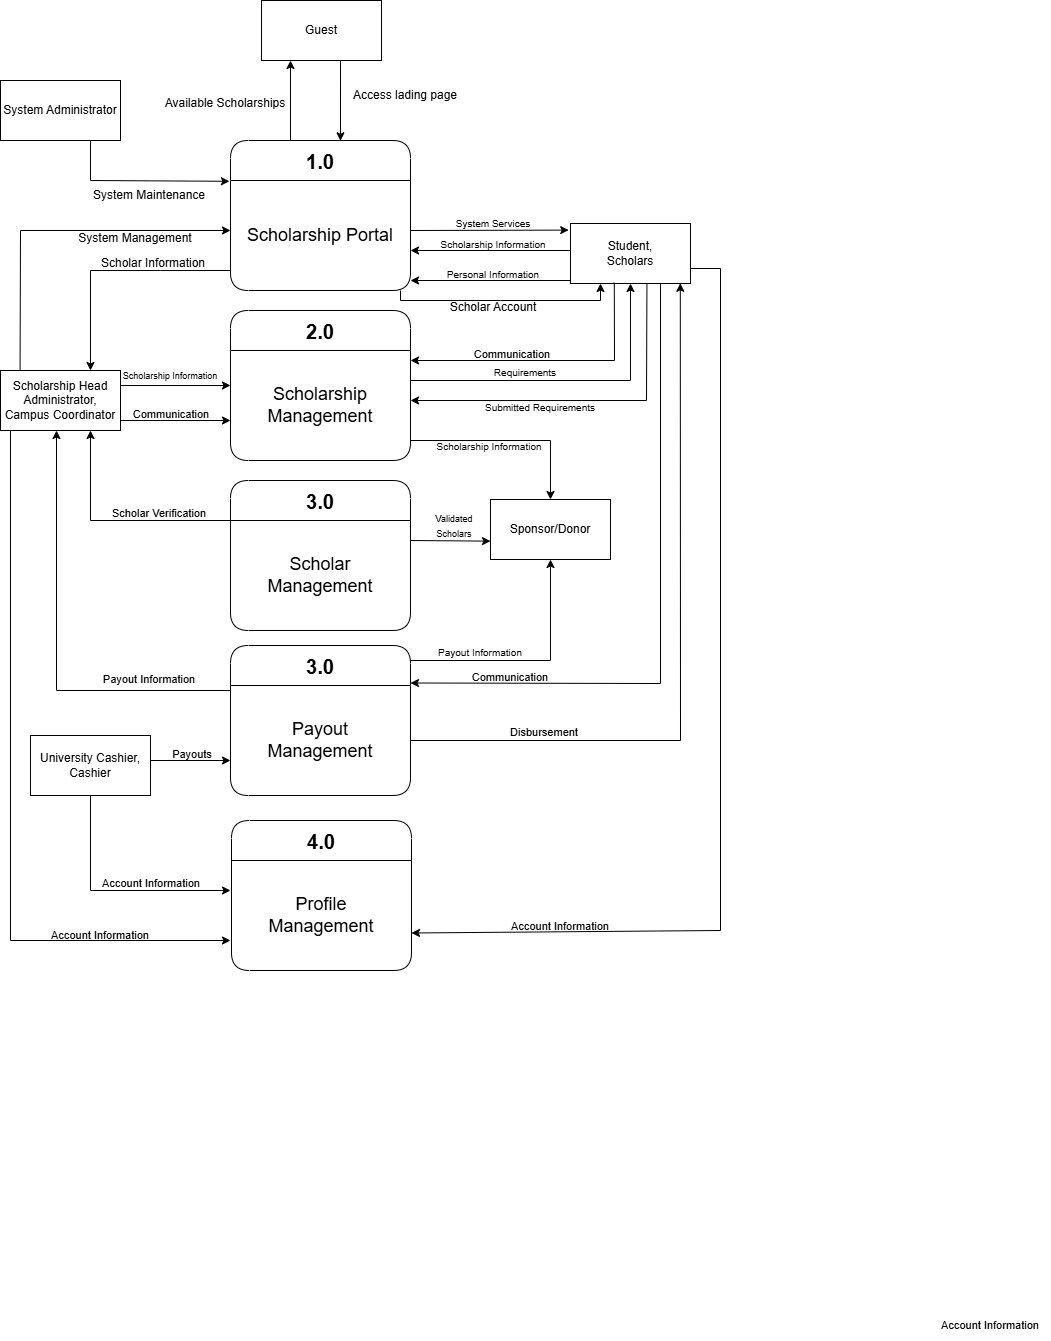 Guest
Available Scholarships
Access lading page
System Administrator
1.0
System Maintenance
Scholarship Portal
System Management
Scholar Information
System Services
Scholarship Information
Personal Information
Scholar Account
Student,
Scholars
2.0
Scholarship
Management
Communication
Requirements
Submitted Requirements
Scholarship Information
Scholarship Head
Administrator,
Campus Coordinator
Scholarship Information
Communication
3.0
Scholar
Management
Scholar Verification
Validated
Scholars
Sponsor/Donor
3.0
Payout
Management
Payout Information
Communication
Payout Information
Disbursement
University Cashier,
Cashier
Payouts
4.0
Profile
Management
Account Information
Account Information
Account Information
Account Information